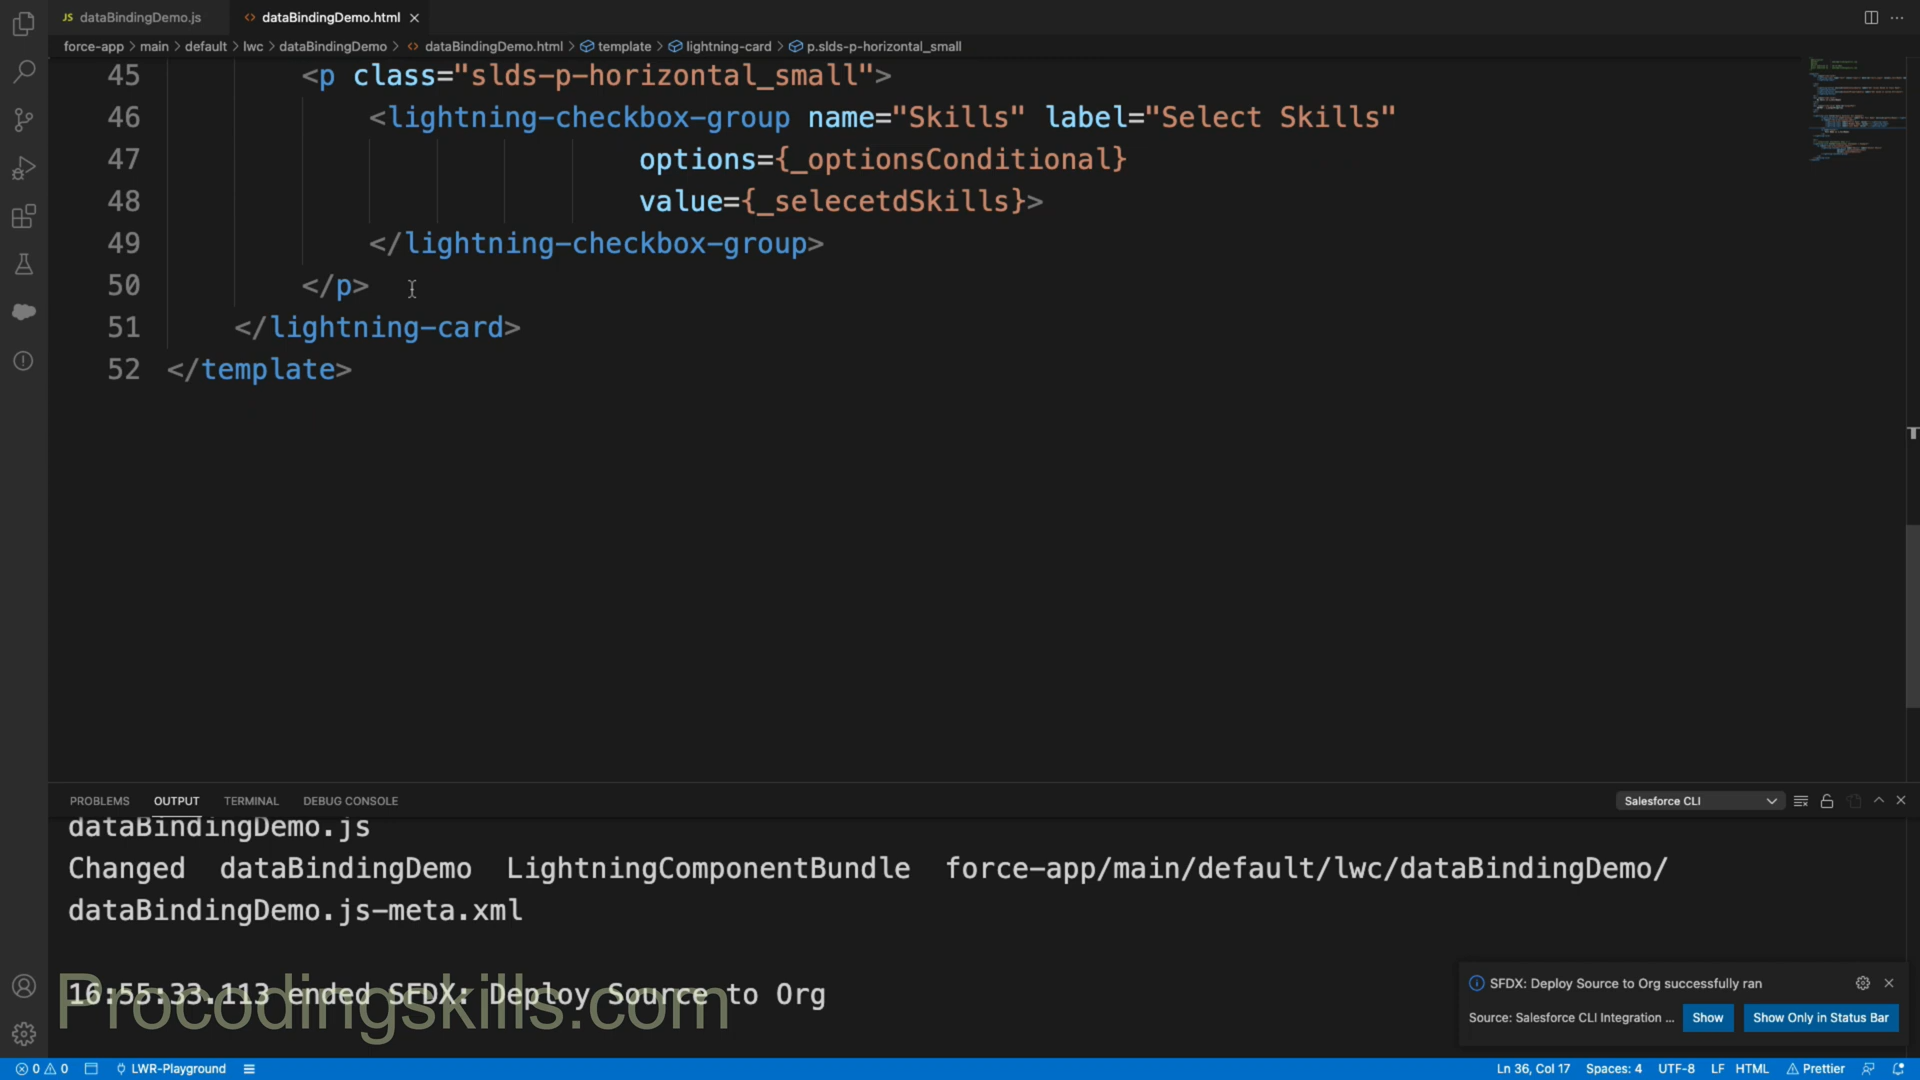 JS dataBindingDemo.js <> dataBindingDemo.html
force-app > main > default > lwc > dataBindingDemo > <> dataBindingDemo.html > template > lightning-card > p.slds-p-horizontal_small
45 <p class="slds-p-horizontal_small">
46 <lightning-checkbox-group name="Skills" label="Select Skills"
47 options={_optionsConditional}
48 value={_selecetdSkills}>
49 </lightning-checkbox-group>
50 </p>
51 </lightning-card>
52 </template>
PROBLEMS OUTPUT TERMINAL DEBUG CONSOLE Salesforce CLI
dataBindingDemo.js
Changed dataBindingDemo LightningComponentBundle force-app/main/default/lwc/dataBindingDemo/
dataBindingDemo.js-meta.xml
16:55:33.113 ended SFDX: Deploy Source to Org
Procodingskills.com
SFDX: Deploy Source to Org successfully ran
Source: Salesforce CLI Integration ... Show Show Only in Status Bar
0 0 LWR-Playground Ln 36, Col 17 Spaces: 4 UTF-8 LF HTML Prettier